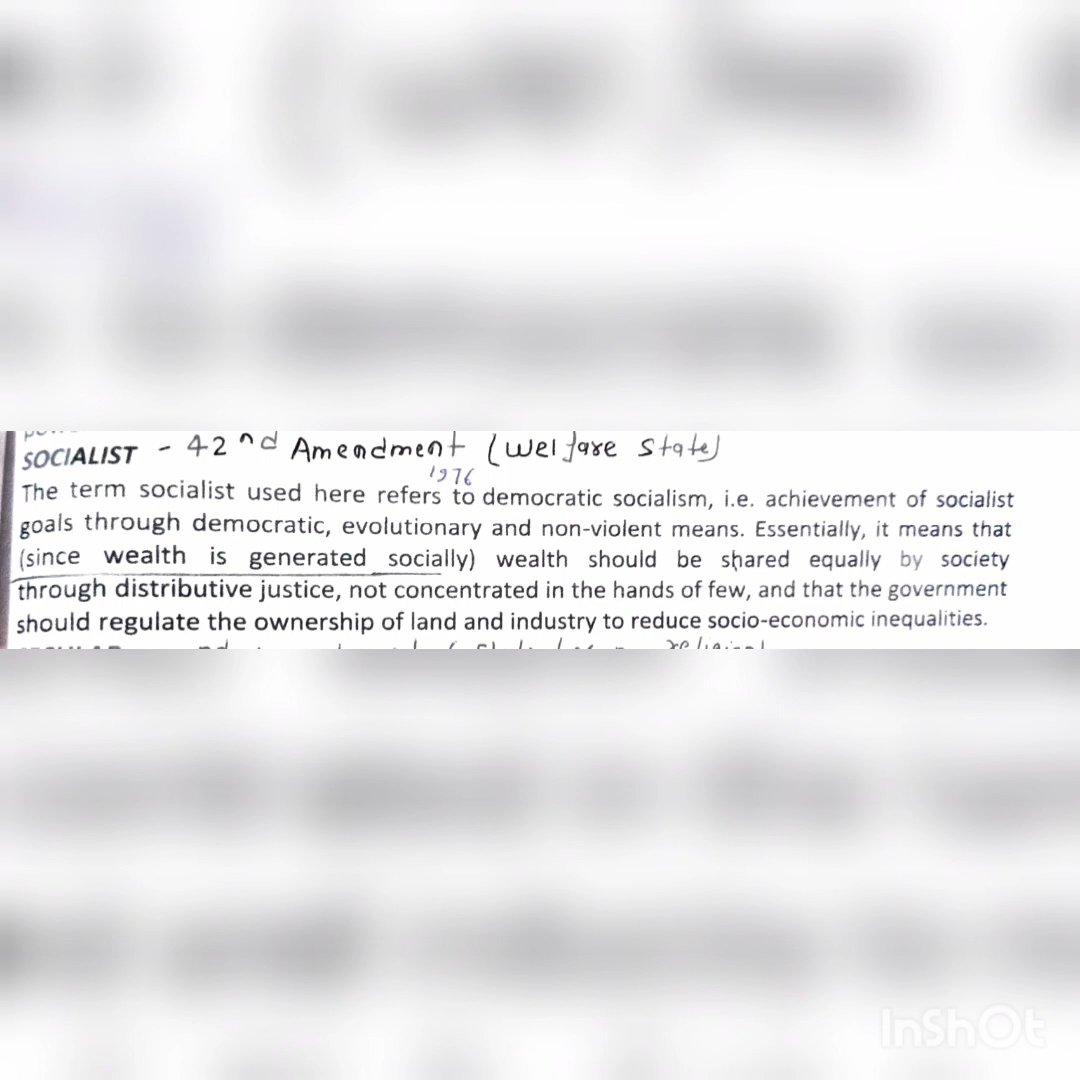 SOCIALIST - 42nd Amendment (Welfare State)
1976
The term socialist used here refers to democratic socialism, i.e. achievement of socialist
goals through democratic, evolutionary and non-violent means. Essentially, it means that
(since wealth is generated socially) wealth should be shared equally by society
through distributive justice, not concentrated in the hands of few, and that the government
should regulate the ownership of land and industry to reduce socio-economic inequalities.
InShOt